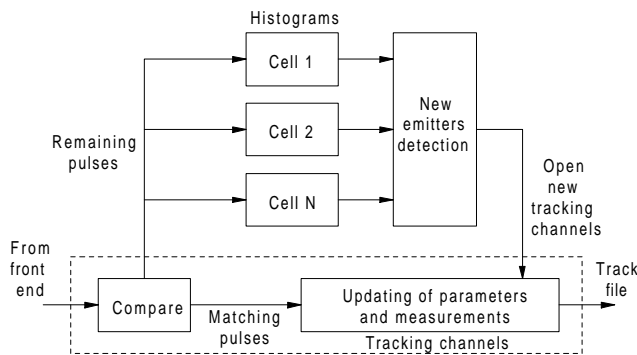 Histograms
Cell 1
Cell 2
Cell N
New
emitters
detection
Remaining
pulses
Open
new
tracking
channels
From
front
end
Compare
Matching
pulses
Updating of parameters
and measurements
Tracking channels
Track
file